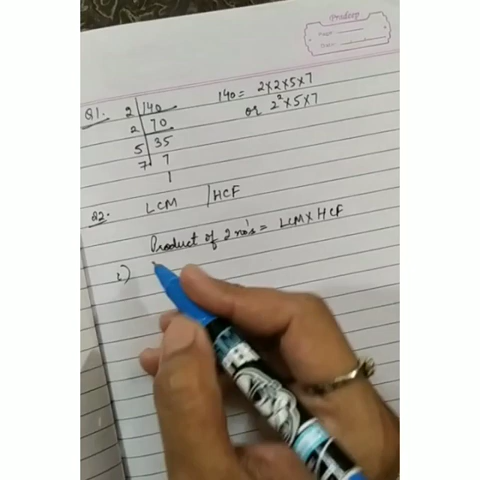 Pradeep
Page:
Date:
Q1. 2 | 140
2 | 70
5 | 35
7 | 7
1
140 = 2×2×5×7
or 2²×5×7
Q2. LCM / HCF
Product of 2 no's = LCM × HCF
i)